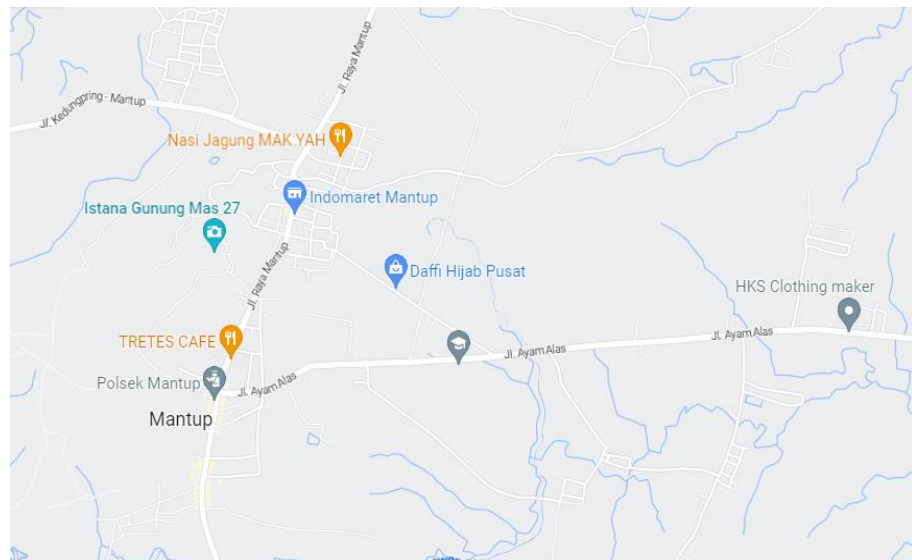 Jl. Raya Mantup
Jl. Kedungpring - Mantup
Nasi Jagung MAK YAH
Indomaret Mantup
Istana Gunung Mas 27
Jl. Raya Mantup
Daffi Hijab Pusat
HKS Clothing maker
TRETES CAFE
Jl. Ayam Alas
Jl. Ayam Alas
Polsek Mantup
Jl. Ayam Alas
Mantup